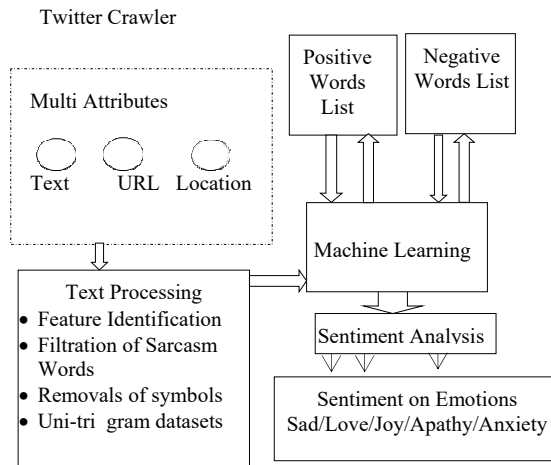 Twitter Crawler
Multi Attributes
Text URL Location
Positive
Words
List
Negative
Words List
Machine Learning
Text Processing
• Feature Identification
• Filtration of Sarcasm
Words
• Removals of symbols
• Uni-tri gram datasets
Sentiment Analysis
Sentiment on Emotions
Sad/Love/Joy/Apathy/Anxiety